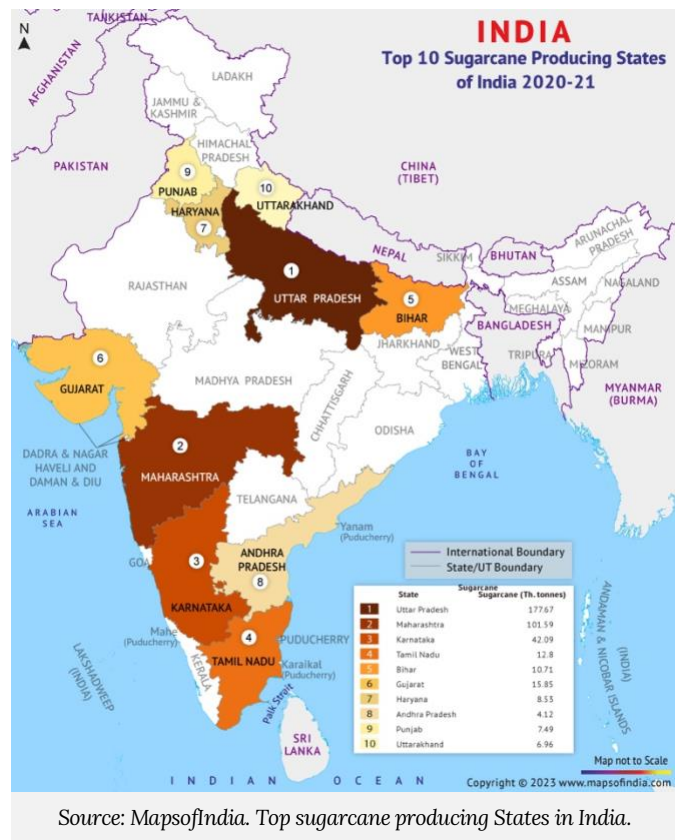 INDIA
Top 10 Sugarcane Producing States
of India 2020-21
N
TAJIKISTAN
AFGHANISTAN
LADAKH
JAMMU &
KASHMIR
HIMACHAL
PRADESH
PAKISTAN
CHINA
(TIBET)
9
PUNJAB
10
UTTARAKHAND
HARYANA
7
NEPAL
SIKKIM
BHUTAN
ARUNACHAL
PRADESH
RAJASTHAN
1
UTTAR PRADESH
5
BIHAR
ASSAM
NAGALAND
MEGHALAYA
BANGLADESH
MANIPUR
JHARKHAND
WEST
BENGAL
TRIPURA
MIZORAM
6
GUJARAT
MADHYA PRADESH
MYANMAR
(BURMA)
CHHATTISGARH
ODISHA
DADRA & NAGAR
HAVELI AND
DAMAN & DIU
2
MAHARASHTRA
BAY
OF
BENGAL
ARABIAN
SEA
TELANGANA
Yanam
(Puducherry)
GOA
3
KARNATAKA
ANDHRA
PRADESH
8
International Boundary
State/UT Boundary
Mahe
(Puducherry)
4
TAMIL NADU
PUDUCHERRY
Karaikal
(Puducherry)
KERALA
LAKSHADWEEP
(INDIA)
Palk Strait
SRI
LANKA
ANDAMAN & NICOBAR ISLANDS
(INDIA)
Sugarcane
State Sugarcane (Th. tonnes)
1 Uttar Pradesh 177.67
2 Maharashtra 101.59
3 Karnataka 42.09
4 Tamil Nadu 12.8
5 Bihar 10.71
6 Gujarat 15.85
7 Haryana 8.53
8 Andhra Pradesh 4.12
9 Punjab 7.49
10 Uttarakhand 6.96
Map not to Scale
INDIAN OCEAN
Copyright © 2023 www.mapsofindia.com
Source: MapsofIndia. Top sugarcane producing States in India.